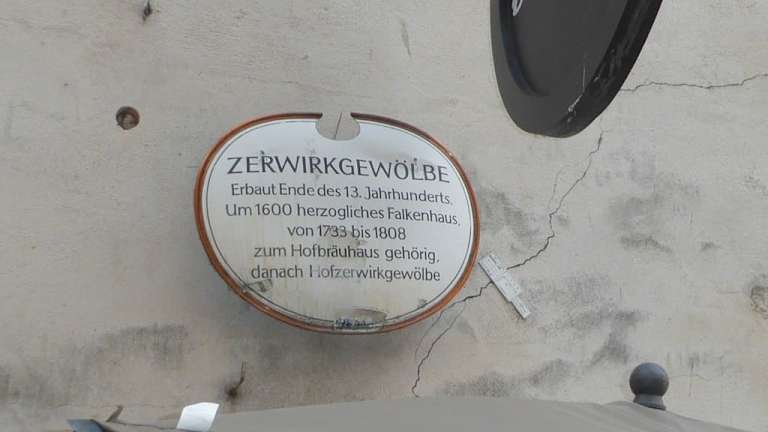 ZERWIRKGEWÖLBE
Erbaut Ende des 13. Jahrhunderts.
Um 1600 herzogliches Falkenhaus,
von 1733 bis 1808
zum Hofbräuhaus gehörig,
danach Hofzerwirkgewölbe